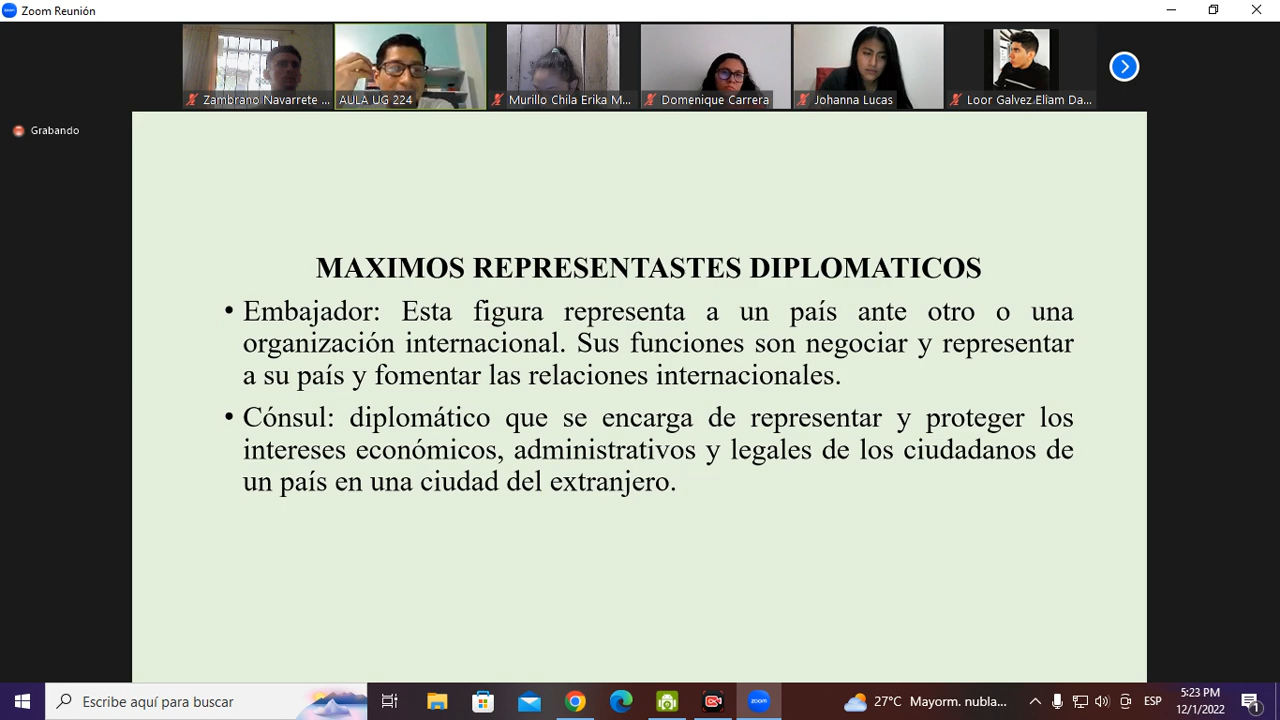 Zoom Reunión
Zambrano Navarrete ...
AULA UG 224
Murillo Chila Erika M...
Domenique Carrera
Johanna Lucas
Loor Galvez Eliam Da...
Grabando
MAXIMOS REPRESENTASTES DIPLOMATICOS
• Embajador: Esta figura representa a un país ante otro o una
organización internacional. Sus funciones son negociar y representar
a su país y fomentar las relaciones internacionales.
• Cónsul: diplomático que se encarga de representar y proteger los
intereses económicos, administrativos y legales de los ciudadanos de
un país en una ciudad del extranjero.
Escribe aquí para buscar
zoom
27°C Mayorm. nubla...
ESP
5:23 PM
12/1/2022
1